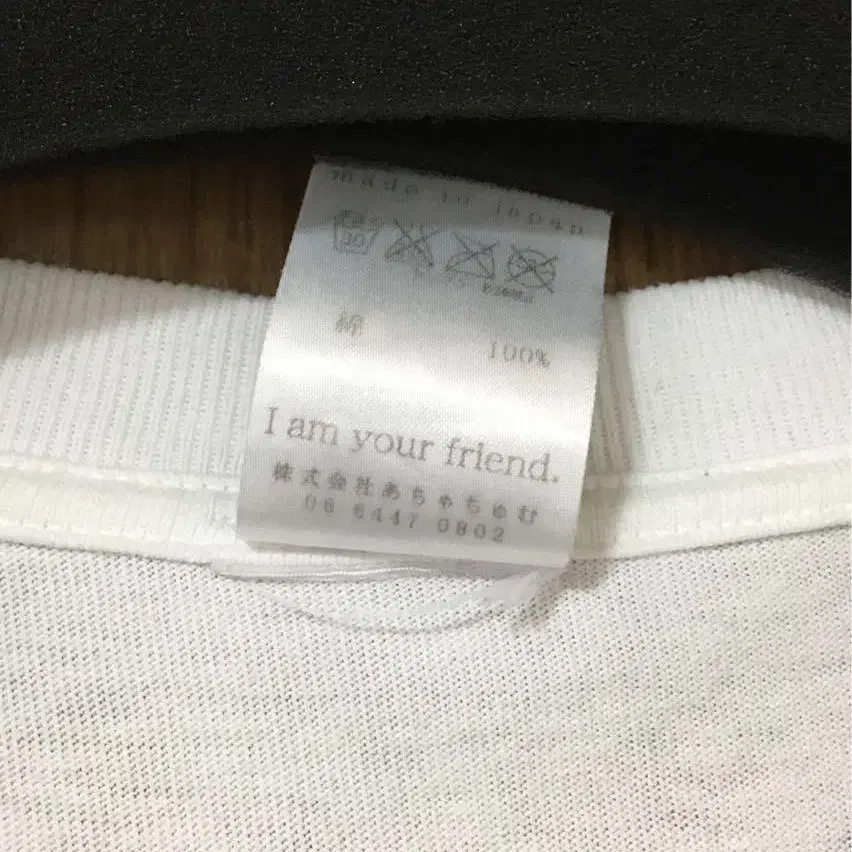 made in japan
30
綿 100%
I am your friend.
株式会社あちゃちゅむ
06 6447 0802